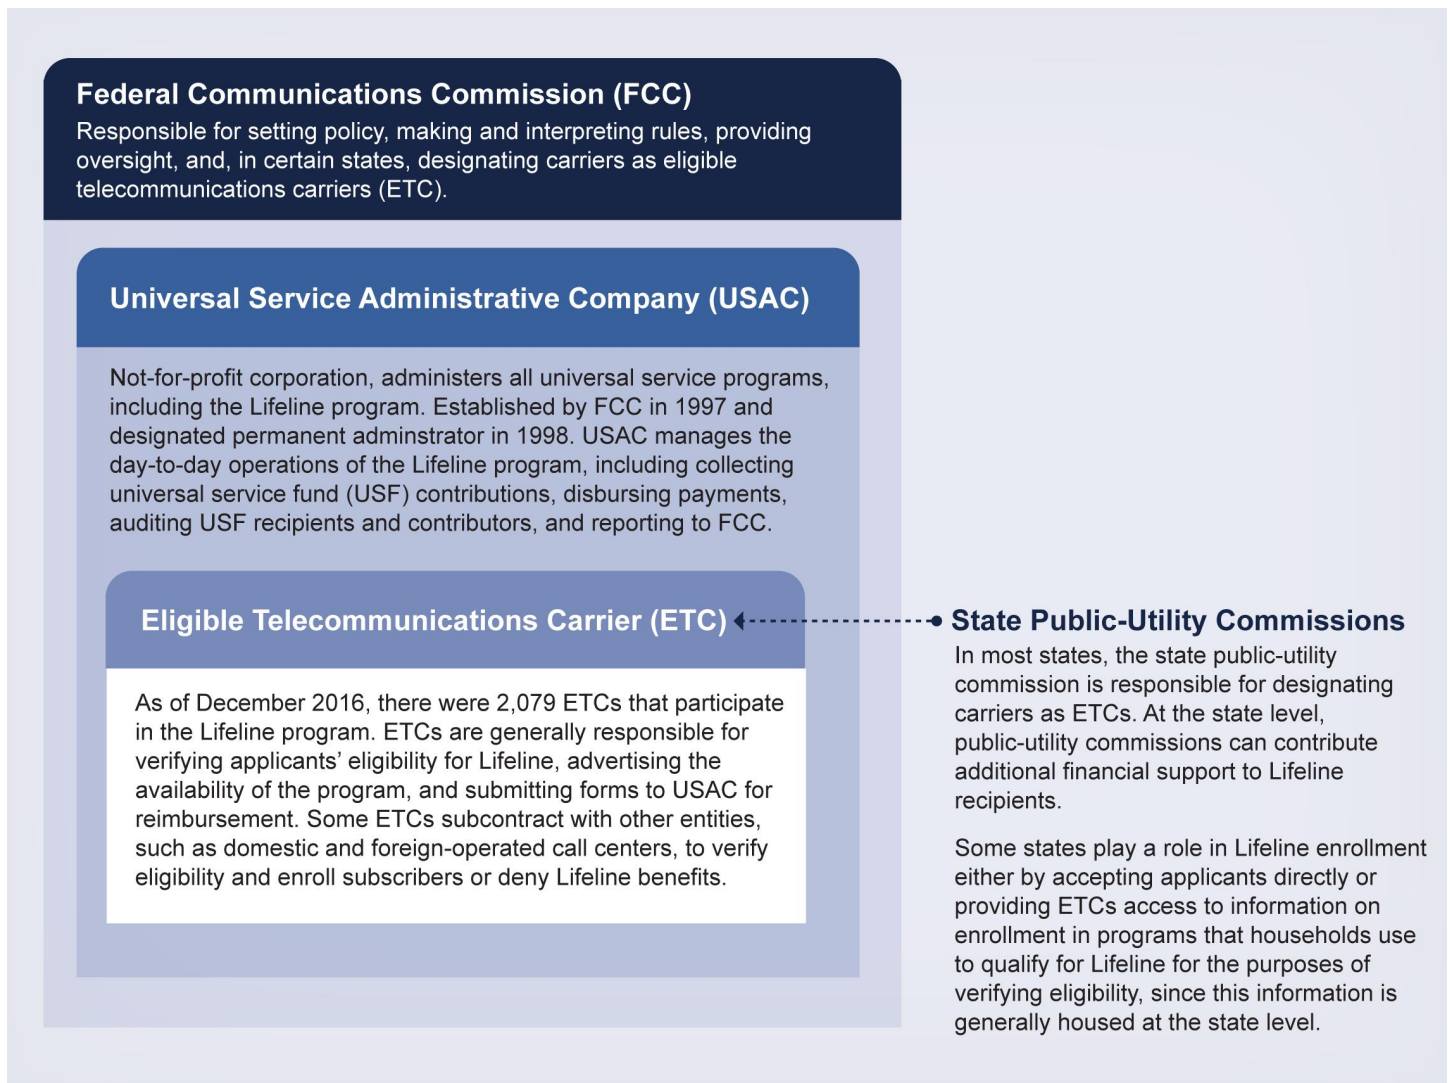 Federal Communications Commission (FCC)
Responsible for setting policy, making and interpreting rules, providing
oversight, and, in certain states, designating carriers as eligible
telecommunications carriers (ETC).
Universal Service Administrative Company (USAC)
Not-for-profit corporation, administers all universal service programs,
including the Lifeline program. Established by FCC in 1997 and
designated permanent adminstrator in 1998. USAC manages the
day-to-day operations of the Lifeline program, including collecting
universal service fund (USF) contributions, disbursing payments,
auditing USF recipients and contributors, and reporting to FCC.
Eligible Telecommunications Carrier (ETC)
As of December 2016, there were 2,079 ETCs that participate
in the Lifeline program. ETCs are generally responsible for
verifying applicants’ eligibility for Lifeline, advertising the
availability of the program, and submitting forms to USAC for
reimbursement. Some ETCs subcontract with other entities,
such as domestic and foreign-operated call centers, to verify
eligibility and enroll subscribers or deny Lifeline benefits.
State Public-Utility Commissions
In most states, the state public-utility
commission is responsible for designating
carriers as ETCs. At the state level,
public-utility commissions can contribute
additional financial support to Lifeline
recipients.
Some states play a role in Lifeline enrollment
either by accepting applicants directly or
providing ETCs access to information on
enrollment in programs that households use
to qualify for Lifeline for the purposes of
verifying eligibility, since this information is
generally housed at the state level.